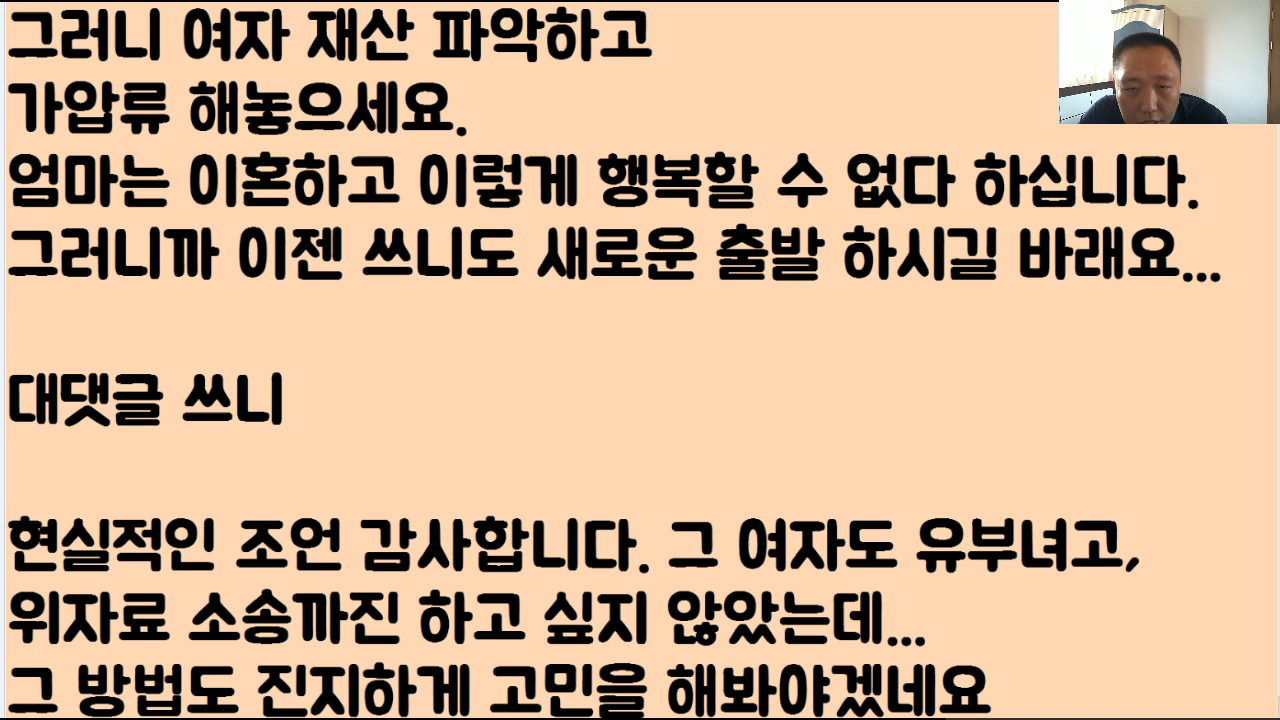 그러니 여자 재산 파악하고
가압류 해놓으세요.
엄마는 이혼하고 이렇게 행복할 수 없다 하십니다.
그러니까 이젠 쓰니도 새로운 출발 하시길 바래요...
대댓글 쓰니
현실적인 조언 감사합니다. 그 여자도 유부녀고,
위자료 소송까진 하고 싶지 않았는데...
그 방법도 진지하게 고민을 해봐야겠네요